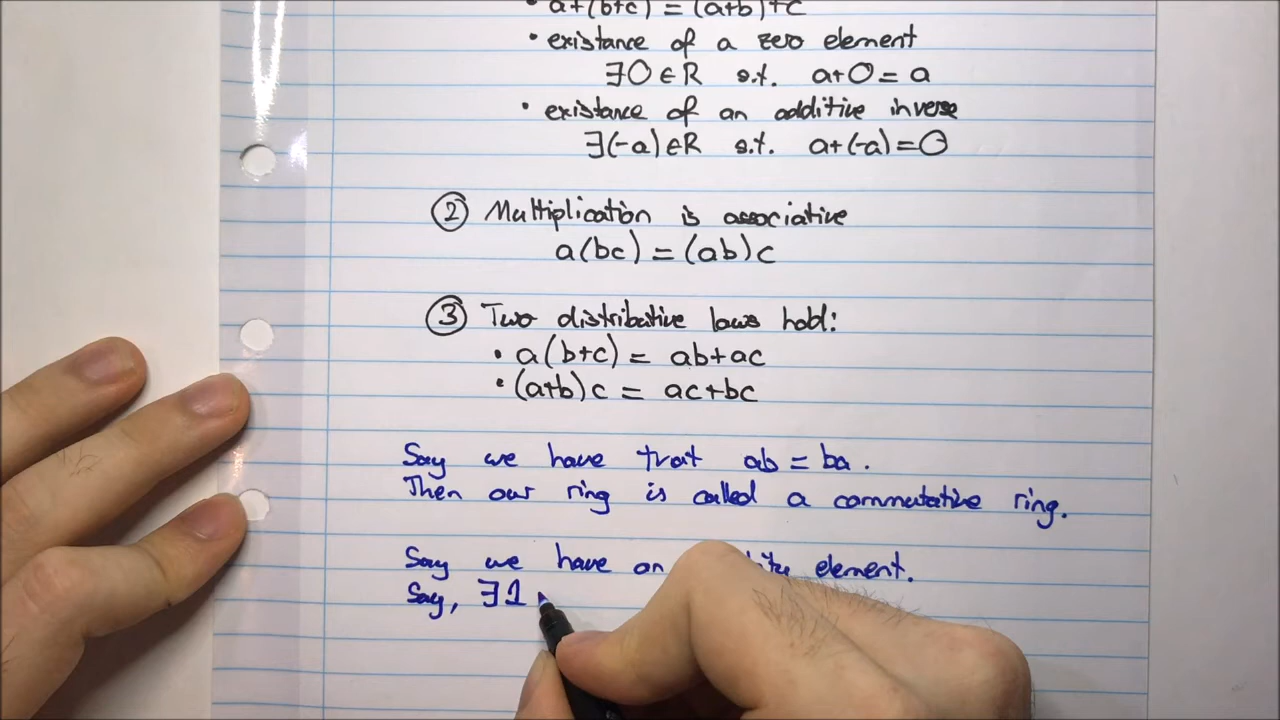 • a+(b+c) = (a+b)+c
• existance of a zero element
∃0∈R s.t. a+0=a
• existance of an additive inverse
∃(-a)∈R s.t. a+(-a)=0
② Multiplication is associative
a(bc)=(ab)c
③ Two distributive laws hold:
• a(b+c) = ab+ac
• (a+b)c = ac+bc
Say we have trait ab = ba.
Then our ring is called a commutative ring.
Say we have an element.
Say, ∃1